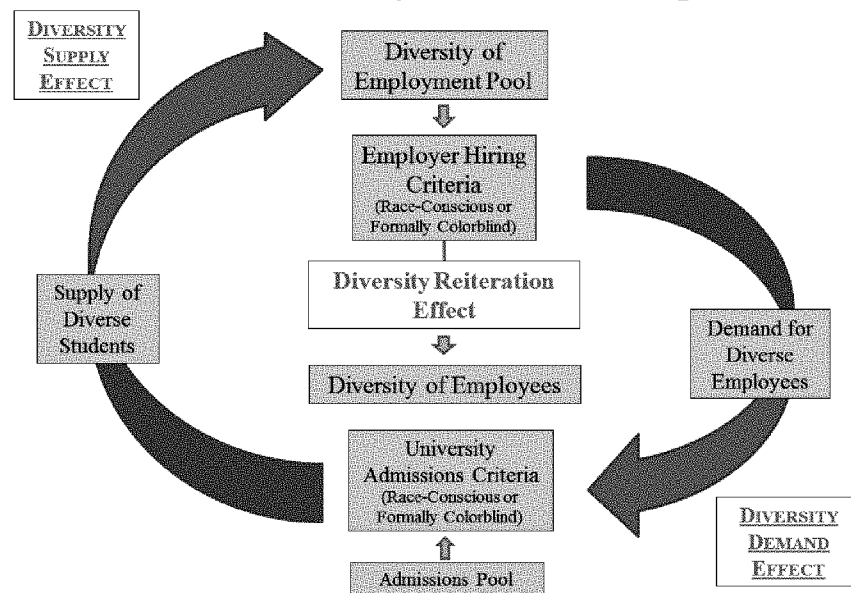 DIVERSITY
SUPPLY
EFFECT
Diversity of
Employment Pool
Employer Hiring
Criteria
(Race-Conscious or
Formally Colorblind)
Diversity Reiteration
Effect
Supply of
Diverse
Students
Demand for
Diverse
Employees
Diversity of Employees
University
Admissions Criteria
(Race-Conscious or
Formally Colorblind)
DIVERSITY
DEMAND
EFFECT
Admissions Pool